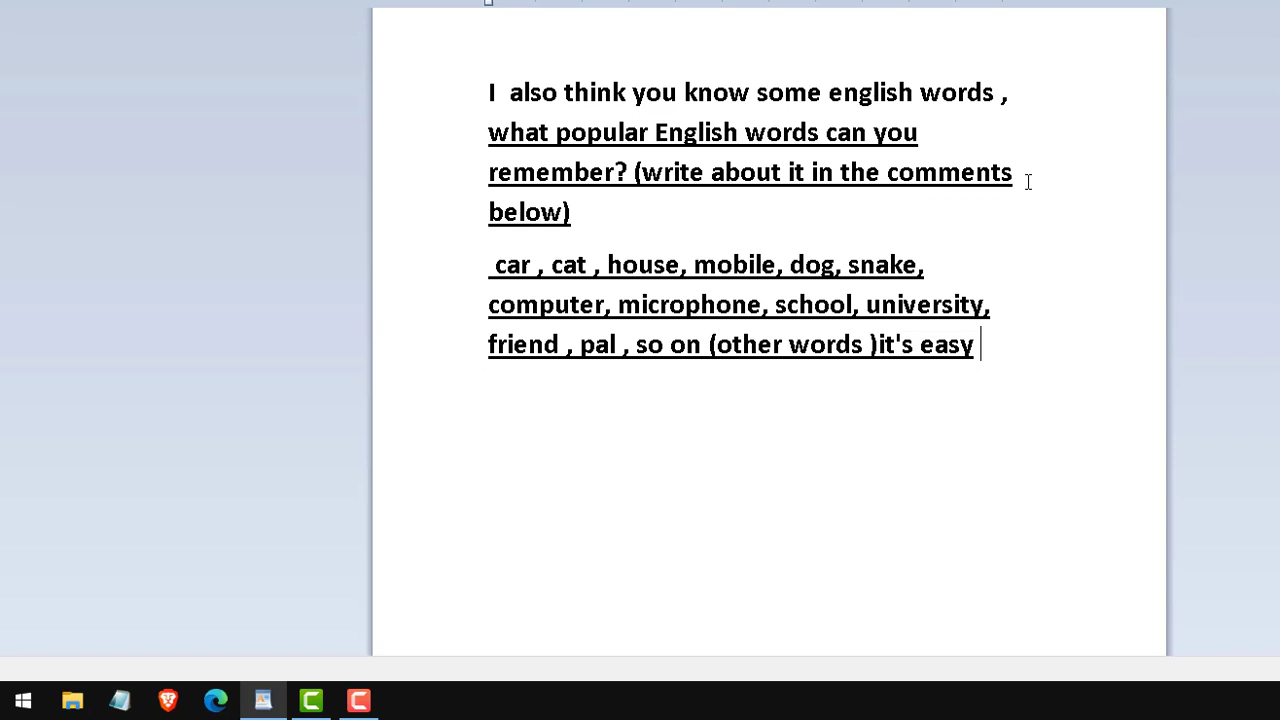 I  also think you know some english words ,
what popular English words can you
remember? (write about it in the comments
below)
car , cat , house, mobile, dog, snake,
computer, microphone, school, university,
friend , pal , so on (other words )it's easy